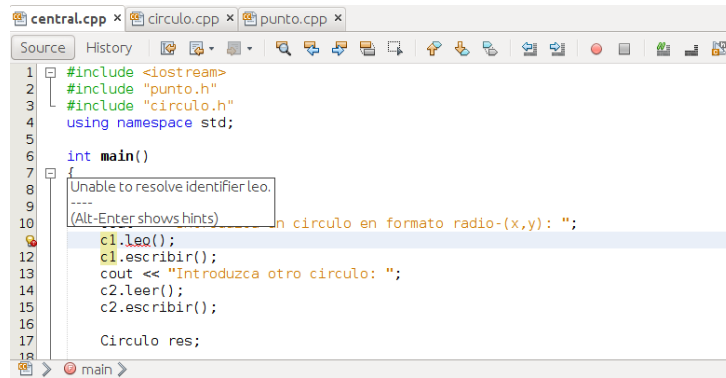 central.cpp × circulo.cpp × punto.cpp ×
Source History
1 #include <iostream>
2 #include "punto.h"
3 #include "circulo.h"
4 using namespace std;
5
6 int main()
7 {
8 Unable to resolve identifier leo.
9 ----
10 (Alt-Enter shows hints) un circulo en formato radio-(x,y): ";
c1.leo();
12 c1.escribir();
13 cout << "Introduzca otro circulo: ";
14 c2.leer();
15 c2.escribir();
16
17 Circulo res;
18
main